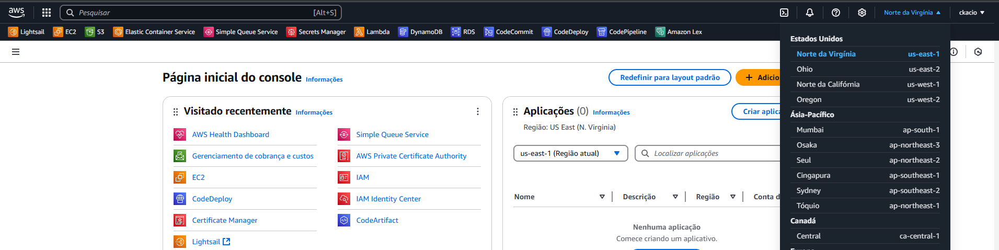 aws
Pesquisar [Alt+S]
Norte da Virgínia
ckacio
Lightsail EC2 S3 Elastic Container Service Simple Queue Service Secrets Manager Lambda DynamoDB RDS CodeCommit CodeDeploy CodePipeline Amazon Lex
Página inicial do console Informações
Redefinir para layout padrão
+ Adicio
Visitado recentemente Informações
AWS Health Dashboard
Gerenciamento de cobrança e custos
EC2
CodeDeploy
Certificate Manager
Lightsail
Simple Queue Service
AWS Private Certificate Authority
IAM
IAM Identity Center
CodeArtifact
Aplicações (0) Informações
Criar aplica
Região: US East (N. Virginia)
us-east-1 (Região atual)
Localizar aplicações
Nome Descrição Região Conta d
Nenhuma aplicação
Comece criando um aplicativo.
Estados Unidos
Norte da Virgínia us-east-1
Ohio us-east-2
Norte da Califórnia us-west-1
Oregon us-west-2
Ásia-Pacífico
Mumbai ap-south-1
Osaka ap-northeast-3
Seul ap-northeast-2
Cingapura ap-southeast-1
Sydney ap-southeast-2
Tóquio ap-northeast-1
Canadá
Central ca-central-1